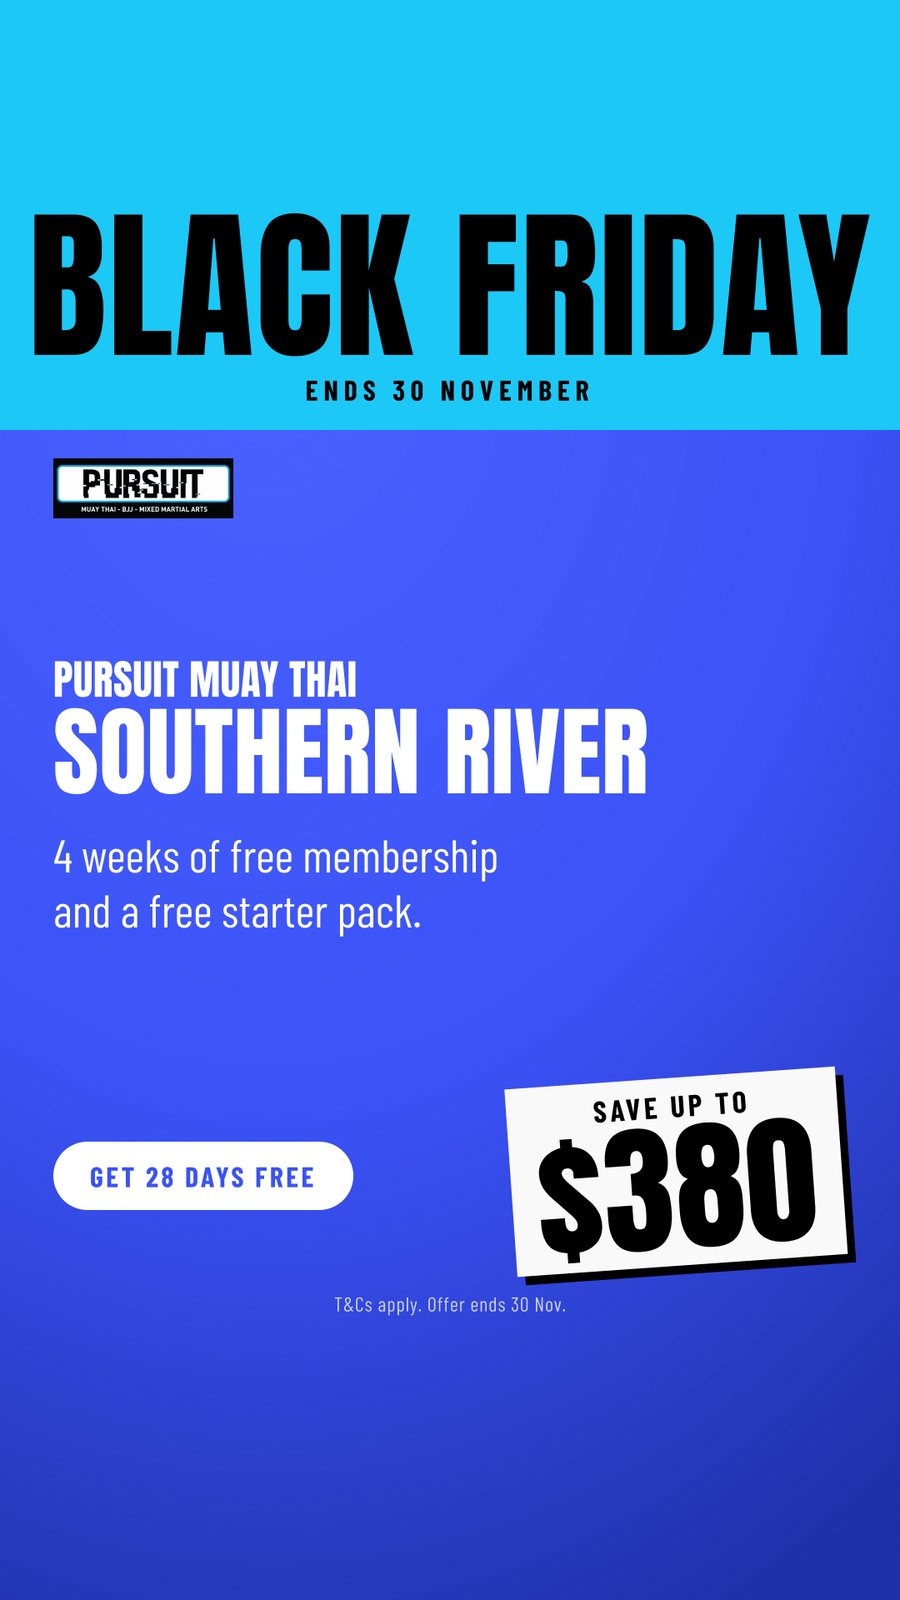 BLACK FRIDAY
ENDS 30 NOVEMBER
PURSUIT
MUAY THAI - BJJ - MIXED MARTIAL ARTS
PURSUIT MUAY THAI
SOUTHERN RIVER
4 weeks of free membership
and a free starter pack.
SAVE UP TO
$380
GET 28 DAYS FREE
T&Cs apply. Offer ends 30 Nov.